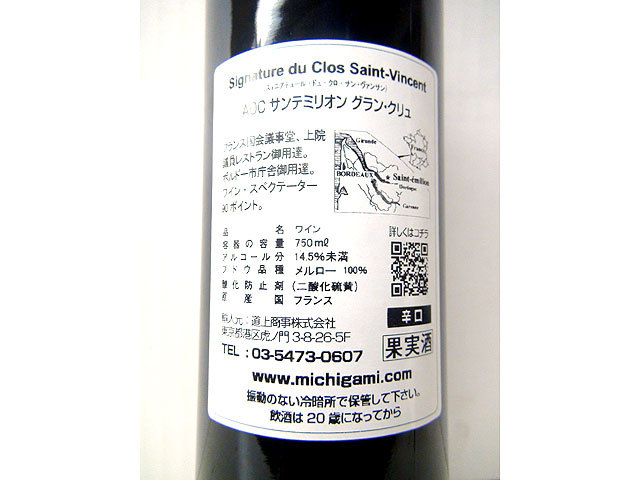 Signature du Clos Saint-Vincent
(スィニアテュール・ドュ・クロ・サン・ヴァンサン)
AOC サンテミリオン グラン・クリュ
フランス国会議事堂、上院
議員レストラン御用達。
ボルドー市庁舎御用達。
ワイン・スペクテーター
90ポイント。
Gironde
France
BORDEAUX
Saint-émilion
Dordogne
Garonne
品名 ワイン
容器の容量 750mℓ
アルコール分 14.5%未満
ブドウ品種 メルロー 100%
酸化防止剤 (二酸化硫黄)
原産国 フランス
詳しくはコチラ
辛口
果実酒
輸入元:道上商事株式会社
東京都港区虎ノ門3-8-26-5F
TEL:03-5473-0607
www.michigami.com
振動のない冷暗所で保管して下さい。
飲酒は20歳になってから